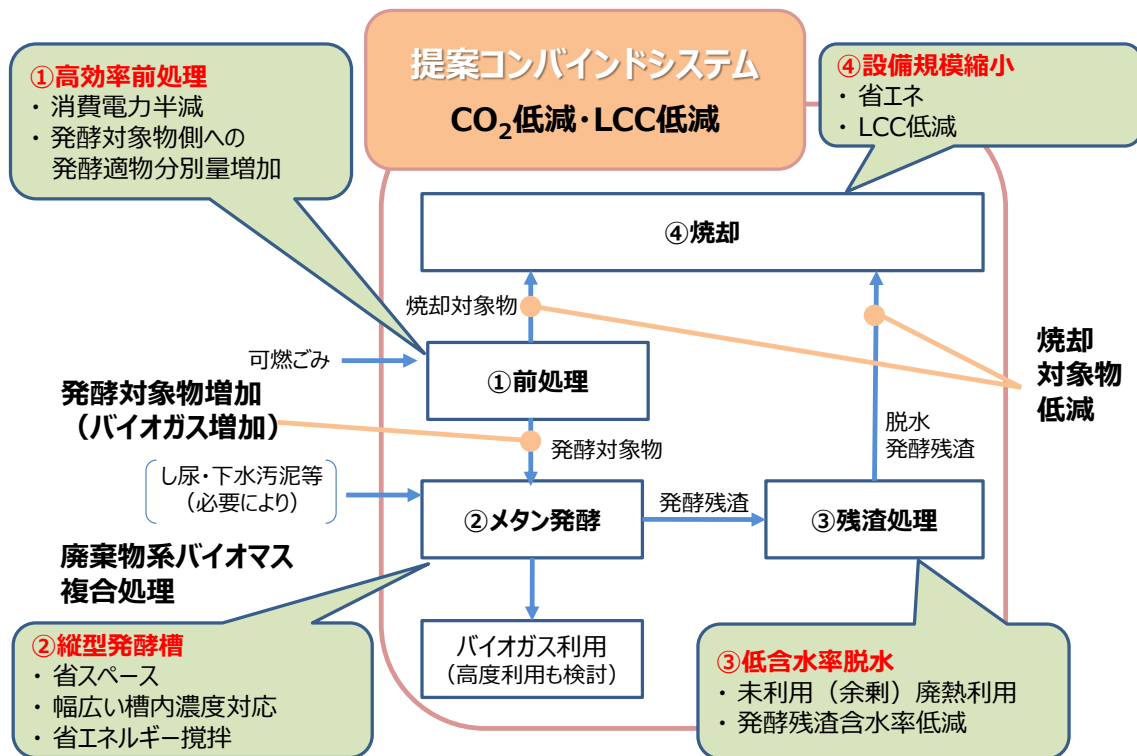 提案コンバインドシステム
CO₂低減・LCC低減
①高効率前処理
・ 消費電力半減
・ 発酵対象物側への
発酵適物分別量増加
④設備規模縮小
・ 省エネ
・ LCC低減
④焼却
焼却対象物
可燃ごみ
①前処理
焼却
対象物
低減
発酵対象物増加
（バイオガス増加）
発酵対象物
脱水
発酵残渣
し尿・下水汚泥等
（必要により）
②メタン発酵
発酵残渣
③残渣処理
廃棄物系バイオマス
複合処理
②縦型発酵槽
・ 省スペース
・ 幅広い槽内濃度対応
・ 省エネルギー撹拌
バイオガス利用
(高度利用も検討)
③低含水率脱水
・ 未利用（余剰）廃熱利用
・ 発酵残渣含水率低減